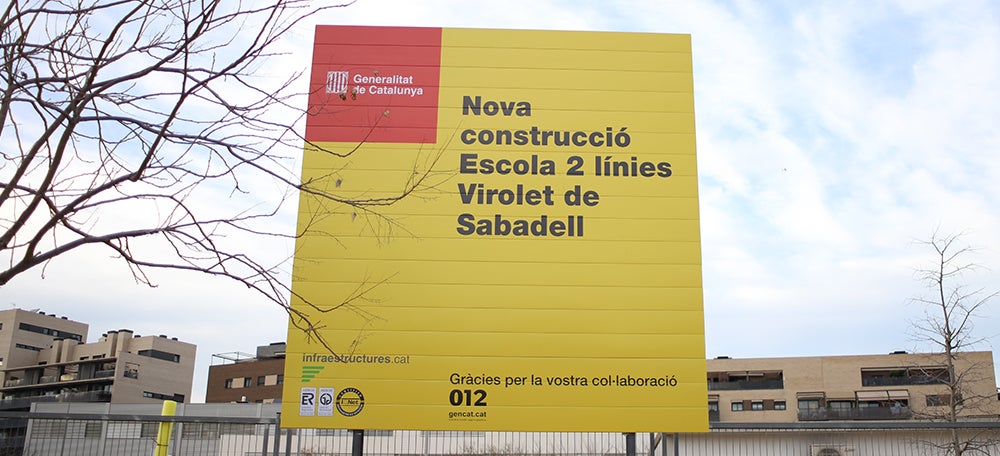 Generalitat
de Catalunya
Nova
construcció
Escola 2 línies
Virolet de
Sabadell
infraestructures.cat
Gràcies per la vostra col·laboració
012
gencat.cat
ER